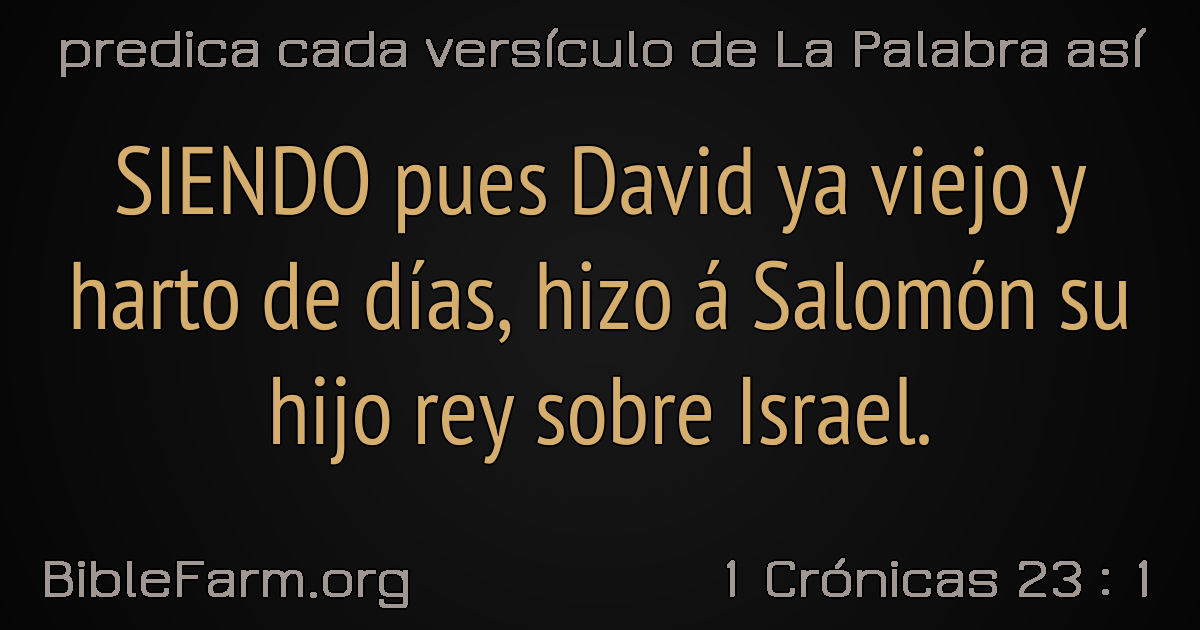 predica cada versículo de La Palabra así
SIENDO pues David ya viejo y
harto de días, hizo á Salomón su
hijo rey sobre Israel.
BibleFarm.org
1 Crónicas 23 : 1